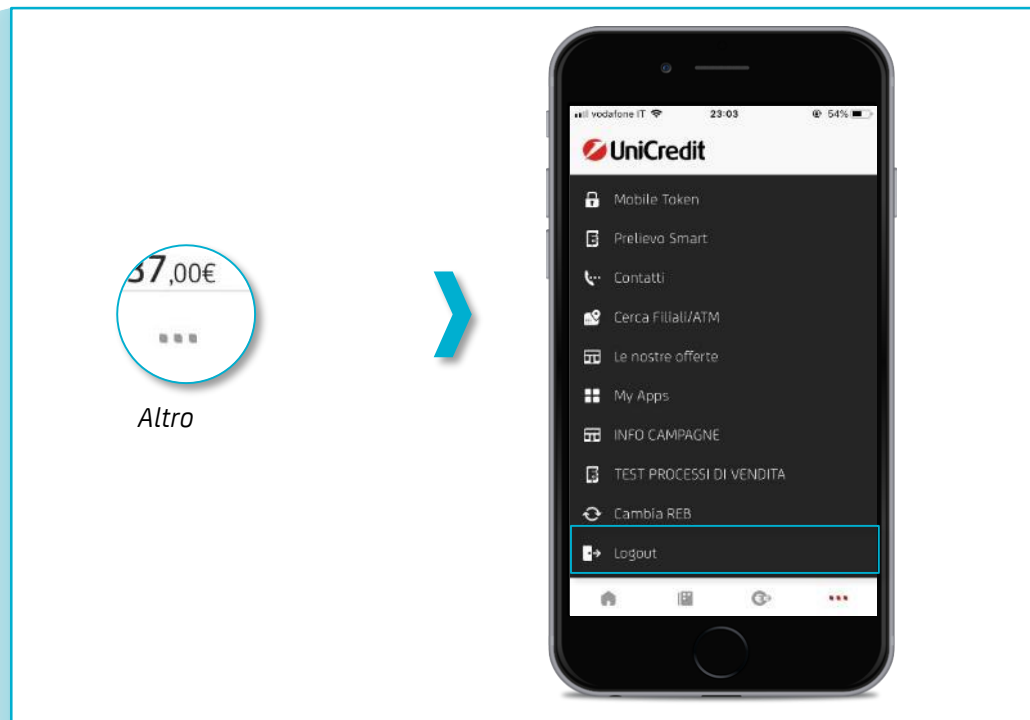 37,00€
Altro
vodafone IT 23:03 54%
UniCredit
Mobile Token
Prelievo Smart
Contatti
Cerca Filiali/ATM
Le nostre offerte
My Apps
INFO CAMPAGNE
TEST PROCESSI DI VENDITA
Cambia REB
Logout